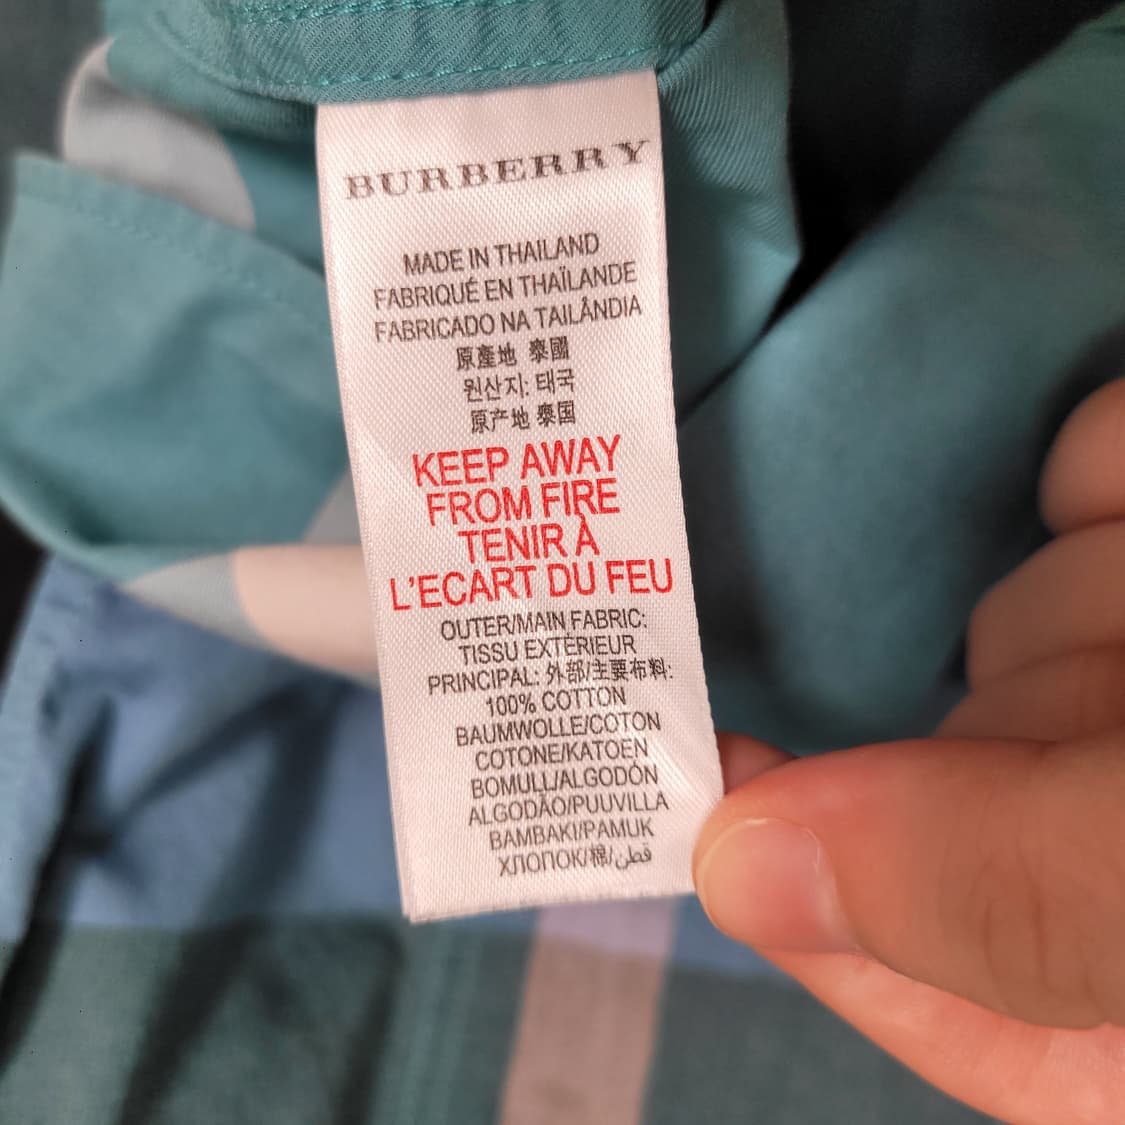 BURBERRY
MADE IN THAILAND
FABRIQUÉ EN THAÏLANDE
FABRICADO NA TAILÂNDIA
原產地 泰國
원산지: 태국
原产地 泰国
KEEP AWAY
FROM FIRE
TENIR À
L'ECART DU FEU
OUTER/MAIN FABRIC:
TISSU EXTÉRIEUR
PRINCIPAL: 外部/主要布料:
100% COTTON
BAUMWOLLE/COTON
COTONE/KATOEN
BOMULL/ALGODÓN
ALGODÃO/PUUVILLA
BAMBAKI/PAMUK
ХЛОПОК/棉/قطن